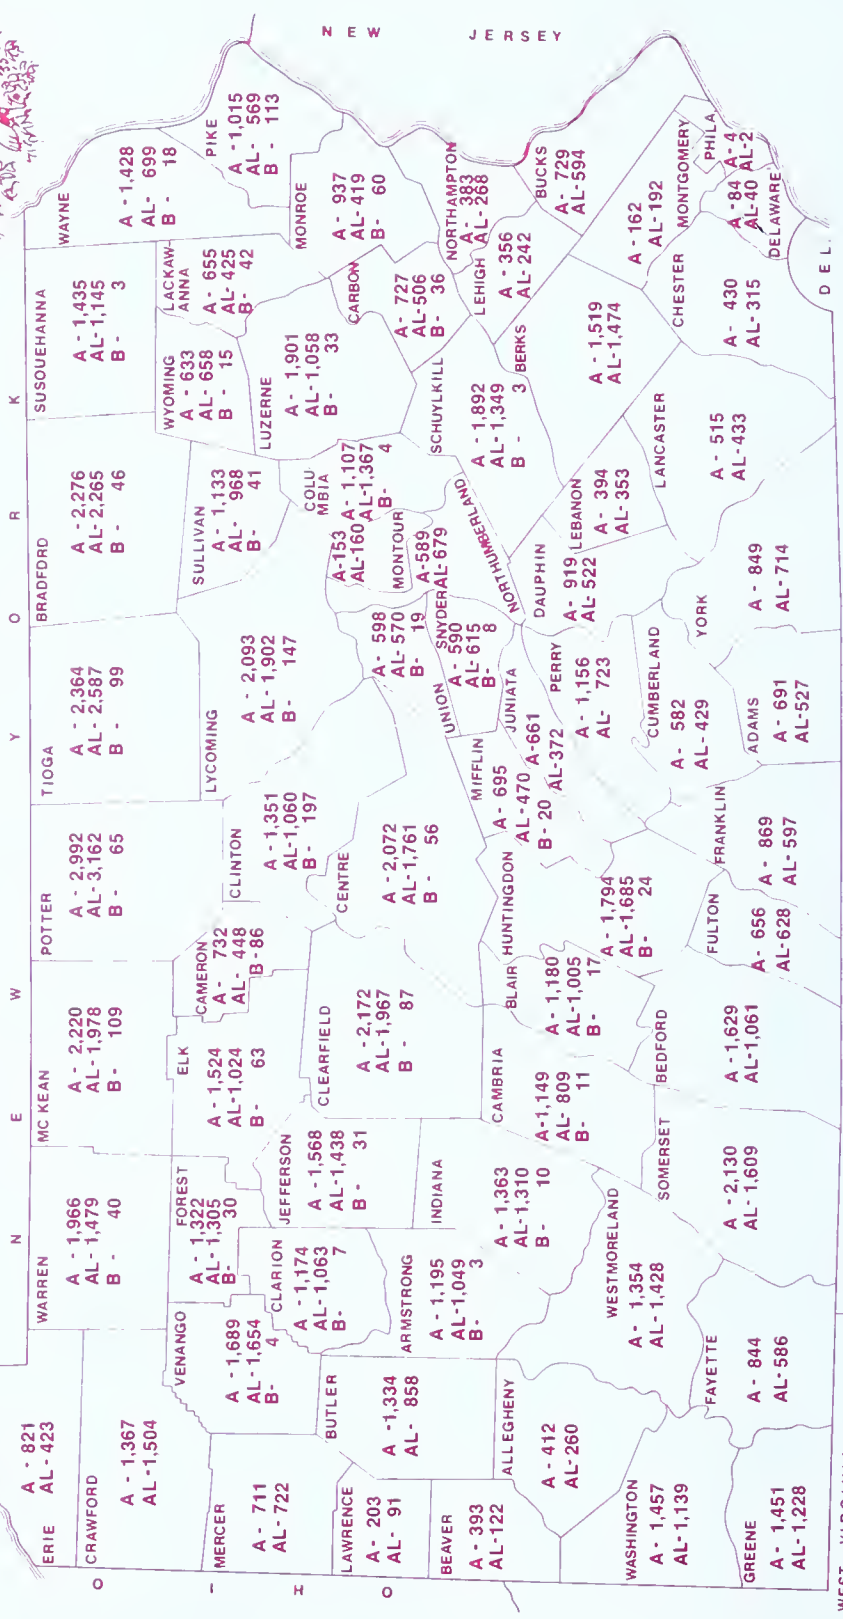 N E W Y O R K
NEW JERSEY
ERIE
A - 821
AL - 423
CRAWFORD
A - 1,367
AL - 1,504
WARREN
A - 1,966
AL - 1,479
B - 40
MC KEAN
A - 2,220
AL - 1,978
B - 109
POTTER
A - 2,992
AL - 3,162
B - 65
TIOGA
A - 2,364
AL - 2,587
B - 99
BRADFORD
A - 2,276
AL - 2,265
B - 46
SUSQUEHANNA
A - 1,435
AL - 1,145
B - 3
WAYNE
A - 1,428
AL - 699
B - 18
PIKE
A - 1,015
AL - 569
B - 113
MERCER
A - 711
AL - 722
VENANGO
A - 1,689
AL - 1,654
B - 4
FOREST
A - 1,322
AL - 1,305
B - 30
ELK
A - 1,524
AL - 1,024
B - 63
CAMERON
A - 732
AL - 448
B - 86
CLINTON
A - 1,351
AL - 1,060
B - 197
LYCOMING
A - 2,093
AL - 1,902
B - 147
SULLIVAN
A - 1,133
AL - 968
B - 41
WYOMING
A - 633
AL - 658
B - 15
LACKAW-
ANNA
A - 655
AL - 425
B - 42
LUZERNE
A - 1,901
AL - 1,058
B - 33
MONROE
A - 937
AL - 419
B - 60
LAWRENCE
A - 203
AL - 91
BUTLER
A - 1,334
AL - 858
CLARION
A - 1,174
AL - 1,063
B - 7
JEFFERSON
A - 1,568
AL - 1,438
B - 31
CLEARFIELD
A - 2,172
AL - 1,967
B - 87
CENTRE
A - 2,072
AL - 1,761
B - 56
UNION
A - 598
AL - 570
B - 19
MONTOUR
A - 153
AL - 160
COLU-
MBIA
A - 1,107
AL - 1,367
B - 4
CARBON
A - 727
AL - 506
B - 36
NORTHAMPTON
A - 383
AL - 268
BEAVER
A - 393
AL - 122
ALLEGHENY
A - 412
AL - 260
ARMSTRONG
A - 1,195
AL - 1,049
B - 3
INDIANA
A - 1,363
AL - 1,310
B - 10
CAMBRIA
A - 1,149
AL - 809
B - 11
BLAIR
A - 1,180
AL - 1,005
B - 17
HUNTINGDON
A - 1,794
AL - 1,685
B - 24
MIFFLIN
A - 695
AL - 470
B - 20
JUNIATA
A - 661
AL - 372
SNYDER
A - 590
AL - 615
B - 8
NORTHUMBERLAND
A - 589
AL - 679
SCHUYLKILL
A - 1,892
AL - 1,349
B - 3
LEHIGH
A - 356
AL - 242
BUCKS
A - 729
AL - 594
PERRY
A - 1,156
AL - 723
DAUPHIN
A - 919
AL - 522
LEBANON
A - 394
AL - 353
BERKS
A - 1,519
AL - 1,474
MONTGOMERY
A - 162
AL - 192
PHILA
A - 4
AL - 2
WASHINGTON
A - 1,457
AL - 1,139
WESTMORELAND
A - 1,354
AL - 1,428
SOMERSET
A - 2,130
AL - 1,609
BEDFORD
A - 1,629
AL - 1,061
FULTON
A - 656
AL - 628
FRANKLIN
A - 869
AL - 597
CUMBERLAND
A - 582
AL - 429
ADAMS
A - 691
AL - 527
YORK
A - 849
AL - 714
LANCASTER
A - 515
AL - 433
CHESTER
A - 430
AL - 315
DELAWARE
A - 84
AL - 40
GREENE
A - 1,451
AL - 1,228
FAYETTE
A - 844
AL - 586
O H I O
DEL.
WEST